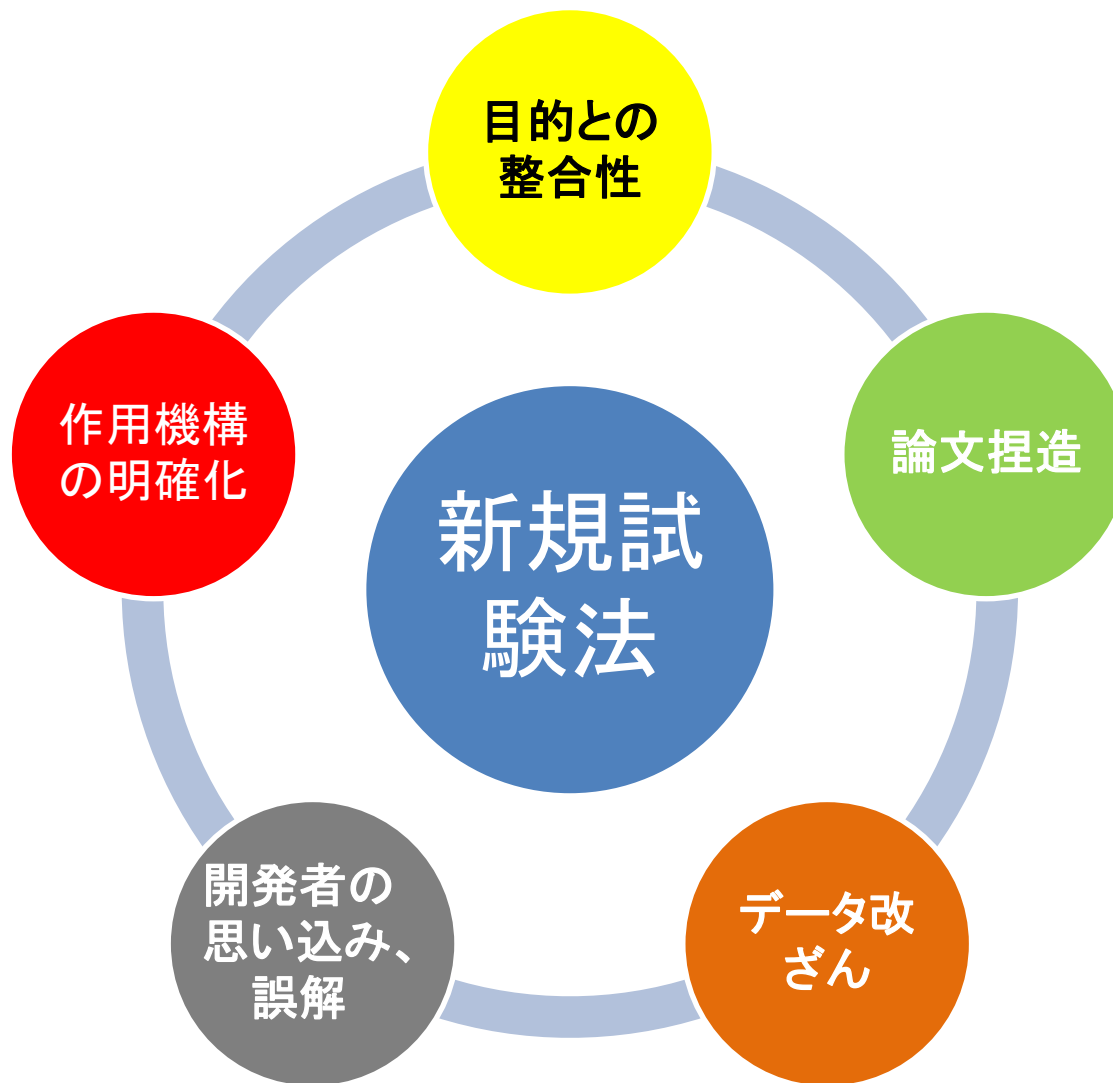 目的との
整合性
論文捏造
データ改
ざん
開発者の
思い込み、
誤解
作用機構
の明確化
新規試
験法